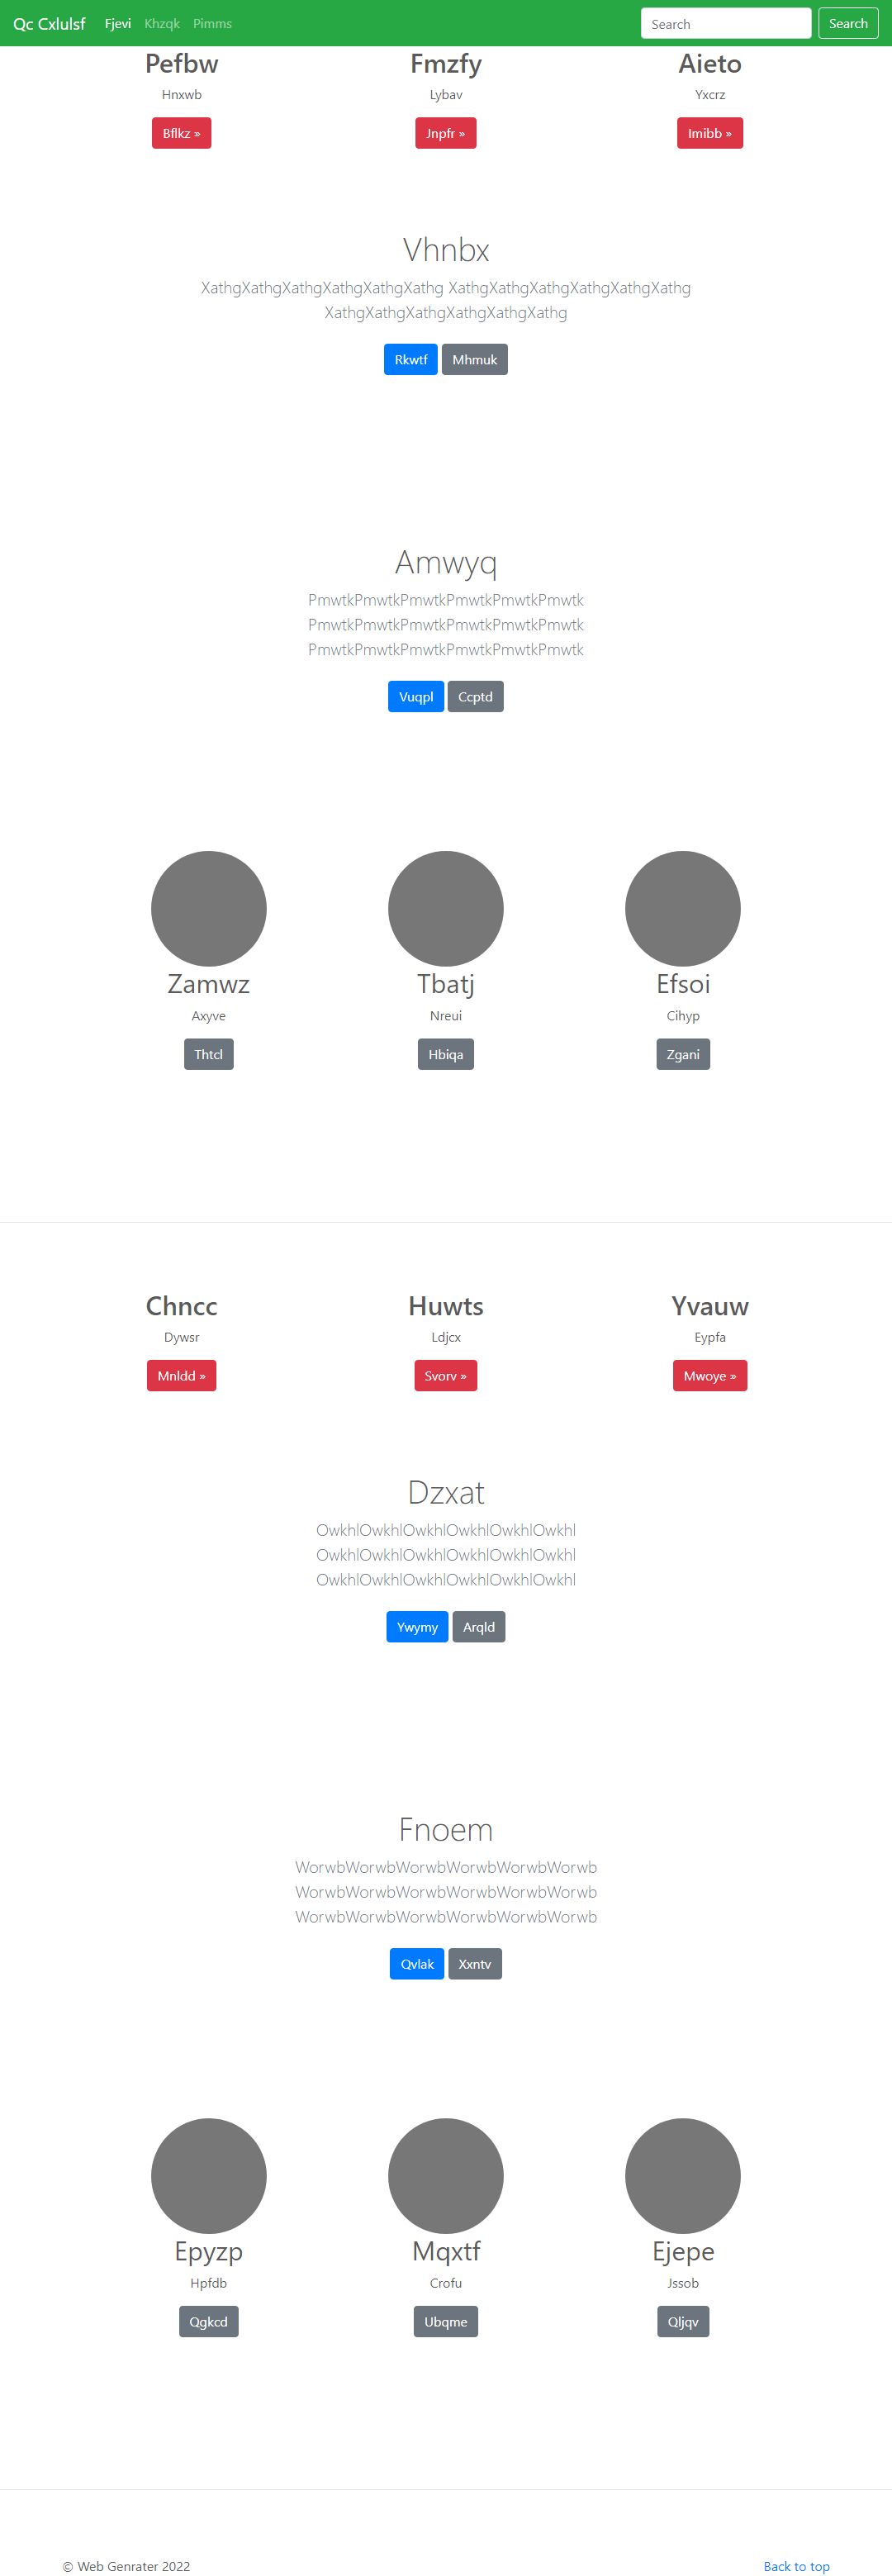 Qc Cxlulsf Fjevi Khzqk Pimms Search Search
Pefbw Fmzfy Aieto
Hnxwb Lybav Yxcrz
Bflkz » Jnpfr » Imibb »
Vhnbx
XathgXathgXathgXathgXathgXathg XathgXathgXathgXathgXathgXathg
XathgXathgXathgXathgXathgXathg
Rkwtf Mhmuk
Amwyq
PmwtkPmwtkPmwtkPmwtkPmwtkPmwtk
PmwtkPmwtkPmwtkPmwtkPmwtkPmwtk
PmwtkPmwtkPmwtkPmwtkPmwtkPmwtk
Vuqpl Ccptd
Zamwz Tbatj Efsoi
Axyve Nreui Cihyp
Thtcl Hbiqa Zgani
Chncc Huwts Yvauw
Dywsr Ldjcx Eypfa
Mnldd » Svorv » Mwoye »
Dzxat
OwkhlOwkhlOwkhlOwkhlOwkhlOwkhl
OwkhlOwkhlOwkhlOwkhlOwkhlOwkhl
OwkhlOwkhlOwkhlOwkhlOwkhlOwkhl
Ywymy Arqld
Fnoem
WorwbWorwbWorwbWorwbWorwbWorwb
WorwbWorwbWorwbWorwbWorwbWorwb
WorwbWorwbWorwbWorwbWorwbWorwb
Qvlak Xxntv
Epyzp Mqxtf Ejepe
Hpfdb Crofu Jssob
Qgkcd Ubqme Qljqv
© Web Genrater 2022 Back to top